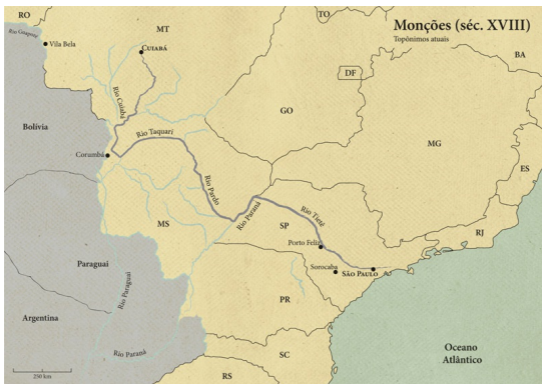 Monções (séc. XVIII)
Topônimos atuais
RO
TO
MT
Rio Guaporé
Vila Bela
Cuiabá
BA
DF
Rio Cuiabá
GO
Bolívia
Rio Taquari
Corumbá
MG
ES
Rio Pardo
MS
Rio Paraná
Rio Tietê
SP
RJ
Porto Feliz
Sorocaba
São Paulo
Paraguai
Rio Paraguai
PR
Argentina
Oceano
Atlântico
Rio Paraná
SC
250 km
RS